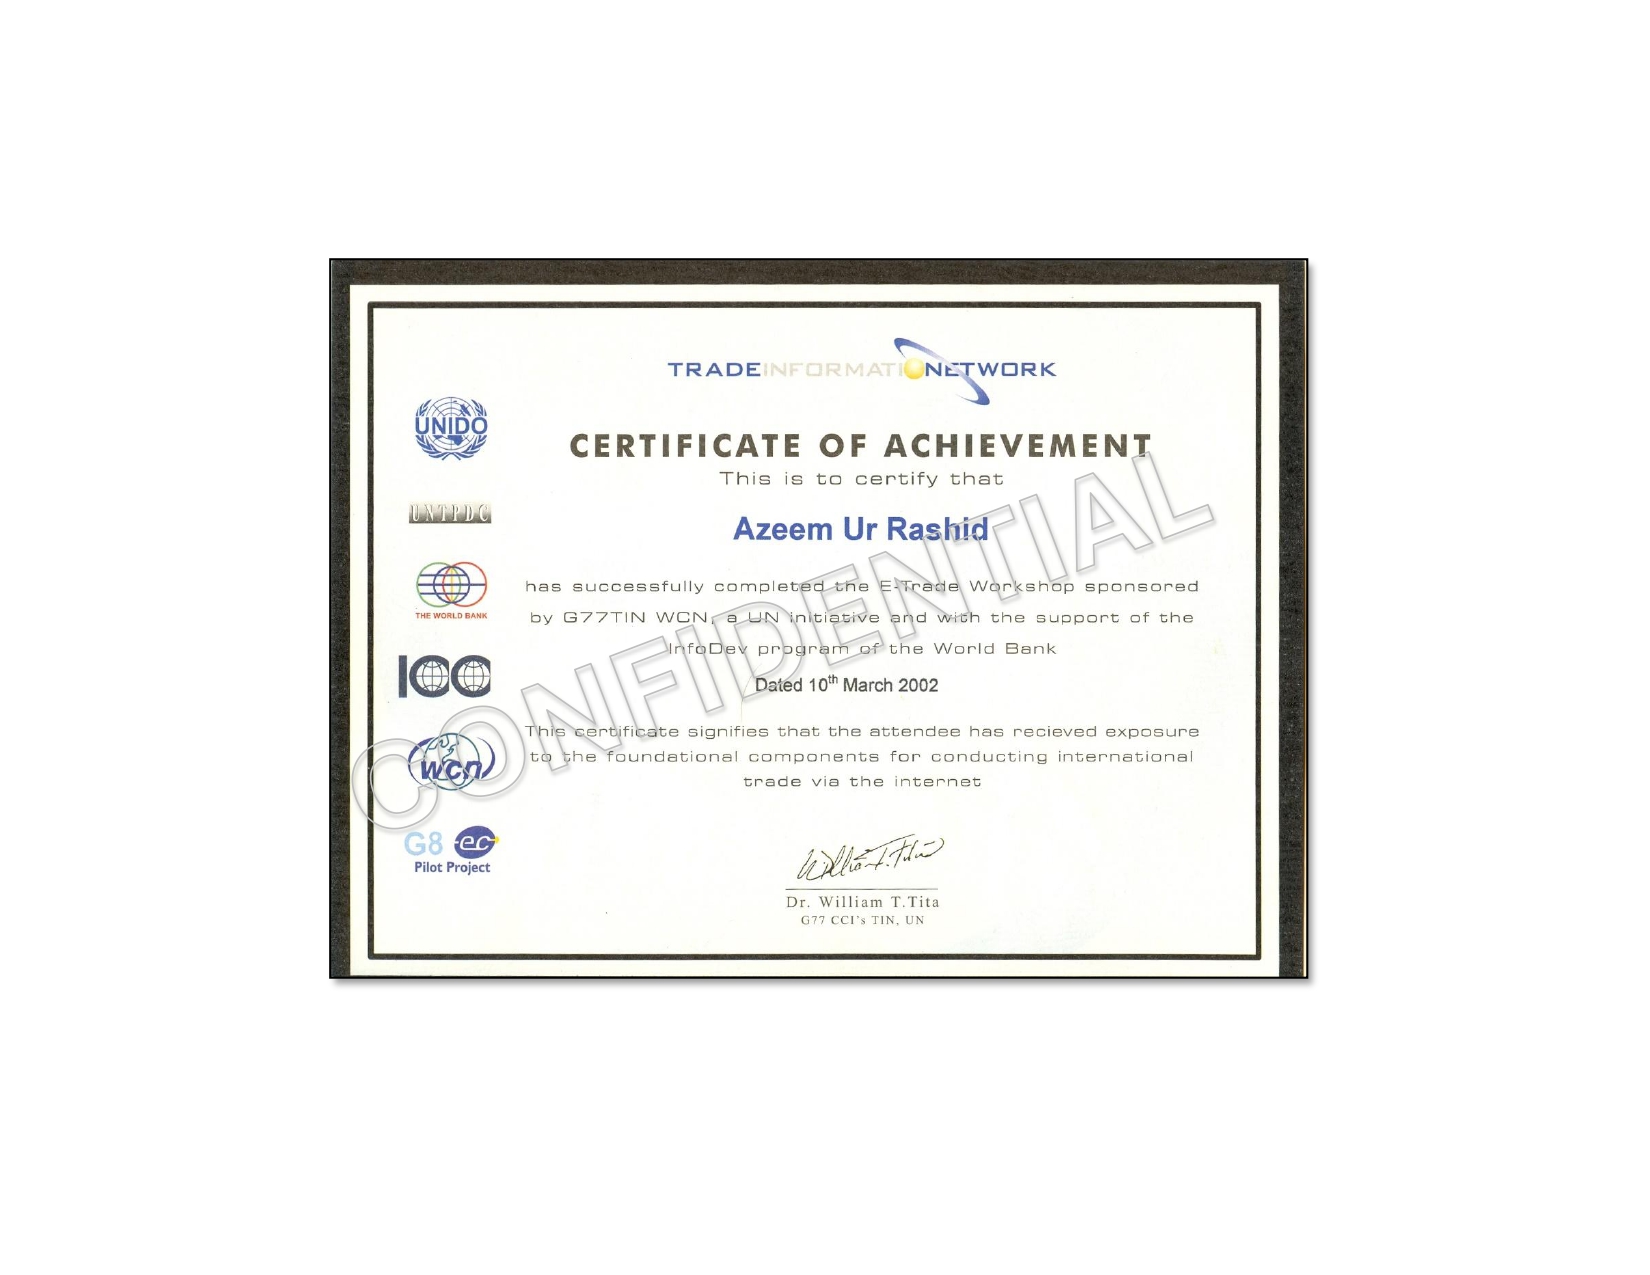 TRADEINFORMATIONETWORK
UNIDO
CERTIFICATE OF ACHIEVEMENT
This is to certify that
UNTPDC
Azeem Ur Rashid
THE WORLD BANK
has successfully completed the E-Trade Workshop sponsored
by G77TIN WCN, a UN initiative and with the support of the
InfoDev program of the World Bank
ICC
Dated 10th March 2002
This certificate signifies that the attendee has recieved exposure
to the foundational components for conducting international
trade via the internet
wcn
G8 ec
Pilot Project
William T. Tita
Dr. William T.Tita
G77 CCI's TIN, UN
CONFIDENTIAL